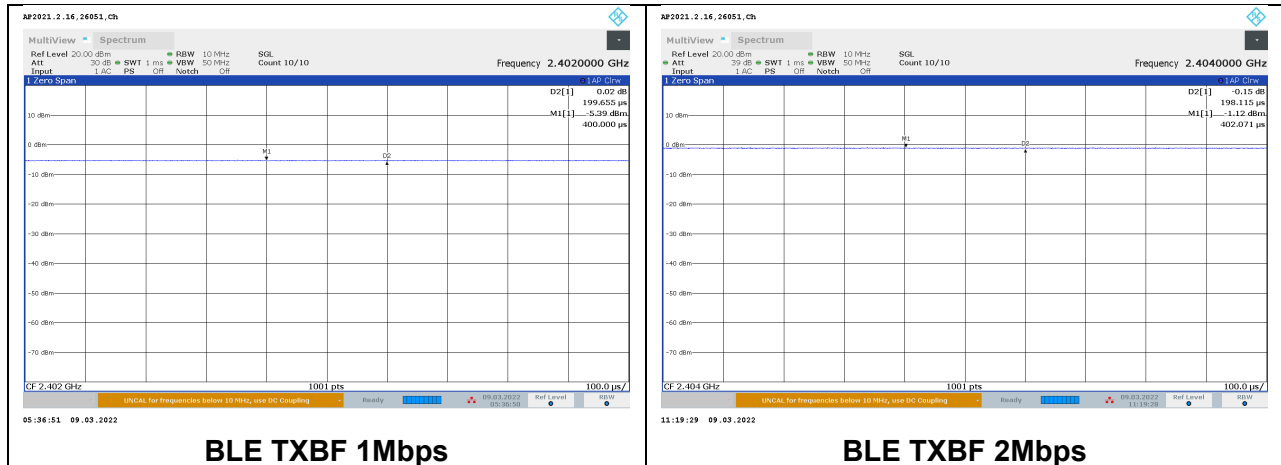 AP2021.2.16,26051,Ch
MultiView Spectrum
Ref Level 20.00 dBm RBW 10 MHz SGL
Att 30 dB SWT 1 ms VBW 50 MHz Count 10/10 Frequency 2.4020000 GHz
Input 1 AC PS Off Notch Off
1 Zero Span 1AP Clrw
D2[1] 0.02 dB
199.655 µs
10 dBm M1[1] -5.39 dBm
400.000 µs
0 dBm
M1 D2
-10 dBm
-20 dBm
-30 dBm
-40 dBm
-50 dBm
-60 dBm
-70 dBm
CF 2.402 GHz 1001 pts 100.0 µs/
UNCAL for frequencies below 10 MHz, use DC Coupling Ready 09.03.2022 Ref Level RBW
05:36:50
05:36:51 09.03.2022
BLE TXBF 1Mbps
AP2021.2.16,26051,Ch
MultiView Spectrum
Ref Level 20.00 dBm RBW 10 MHz SGL
Att 39 dB SWT 1 ms VBW 50 MHz Count 10/10 Frequency 2.4040000 GHz
Input 1 AC PS Off Notch Off
1 Zero Span 1AP Clrw
D2[1] -0.15 dB
198.115 µs
10 dBm M1[1] -1.12 dBm
402.071 µs
0 dBm M1 D2
-10 dBm
-20 dBm
-30 dBm
-40 dBm
-50 dBm
-60 dBm
-70 dBm
CF 2.404 GHz 1001 pts 100.0 µs/
UNCAL for frequencies below 10 MHz, use DC Coupling Ready 09.03.2022 Ref Level RBW
11:19:28
11:19:29 09.03.2022
BLE TXBF 2Mbps